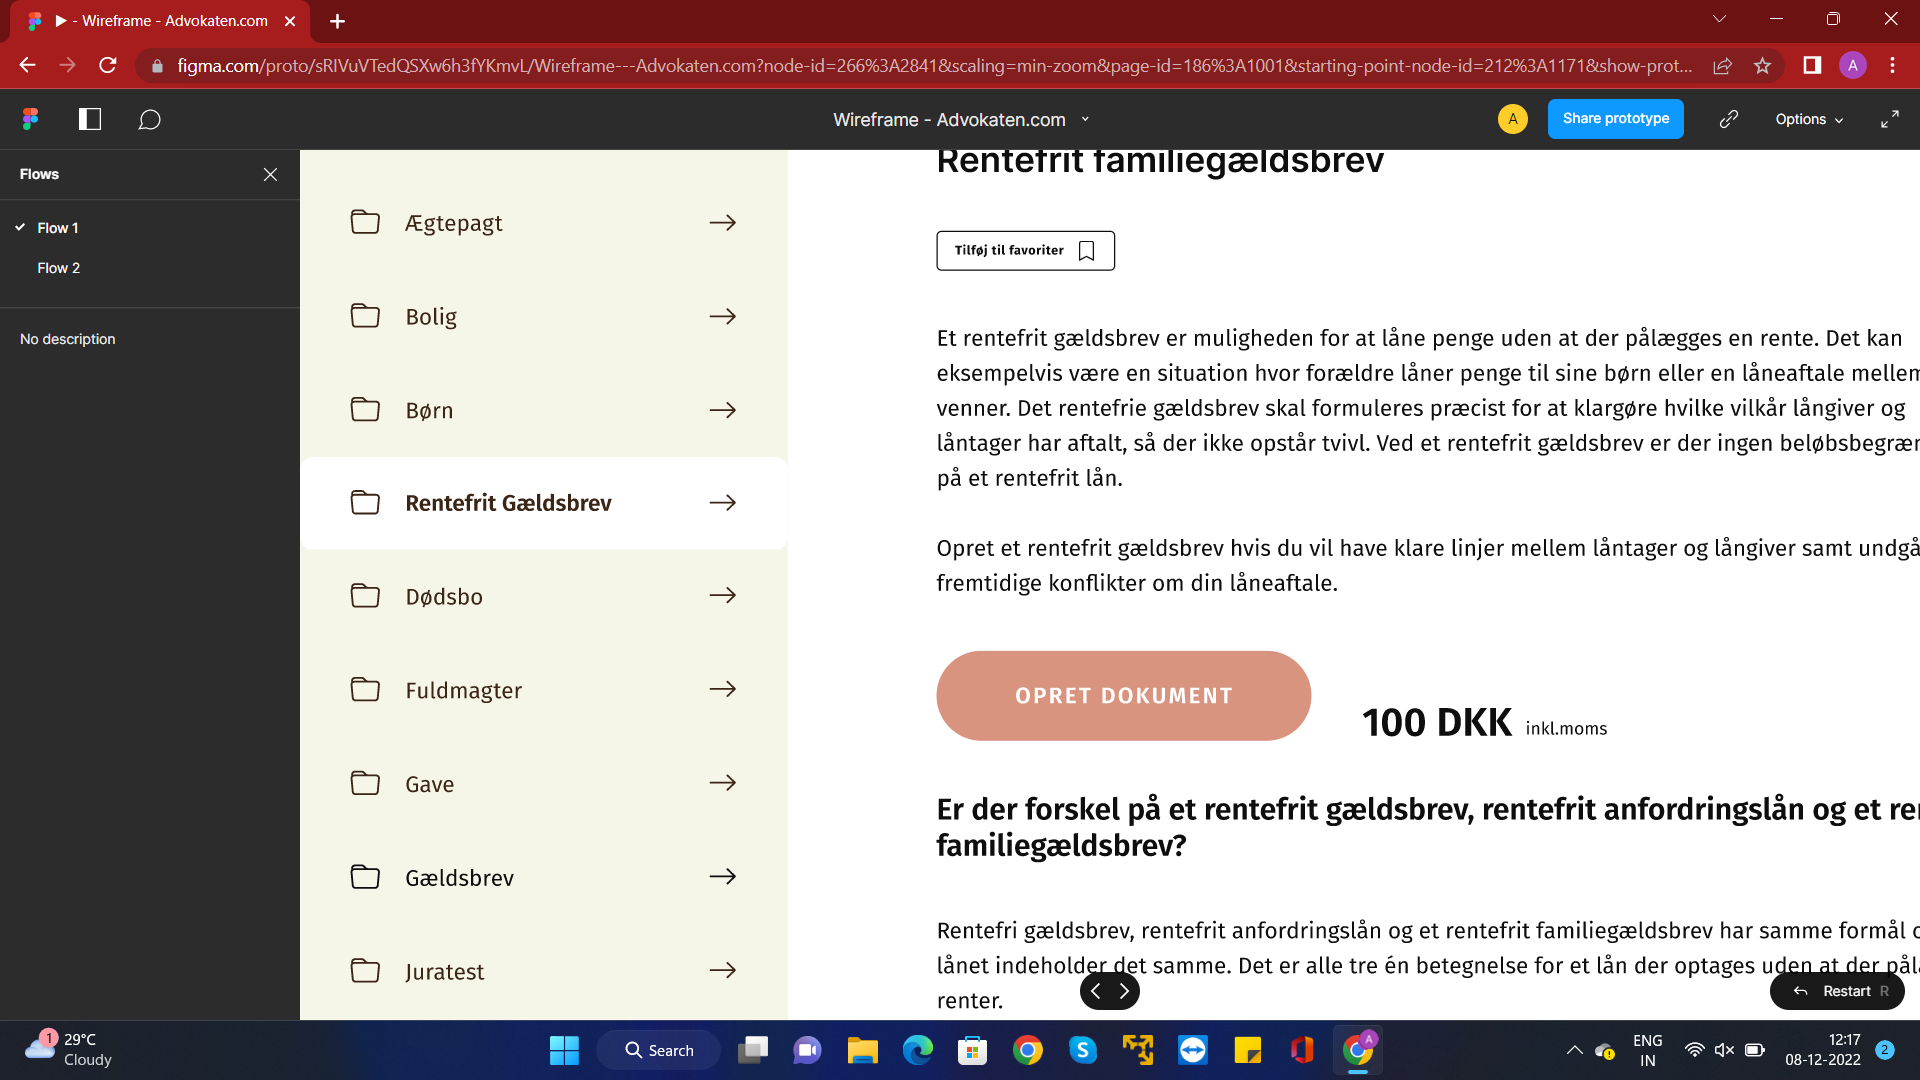 ▶ - Wireframe - Advokaten.com
figma.com/proto/sRIVuVTedQSXw6h3fYKmvL/Wireframe---Advokaten.com?node-id=266%3A2841&scaling=min-zoom&page-id=186%3A1001&starting-point-node-id=212%3A1171&show-prot...
A
Wireframe - Advokaten.com
A
Share prototype
Options
Flows
Flow 1
Flow 2
No description
Ægtepagt
Bolig
Børn
Rentefrit Gældsbrev
Dødsbo
Fuldmagter
Gave
Gældsbrev
Juratest
Rentefrit familiegældsbrev
Tilføj til favoriter
Et rentefrit gældsbrev er muligheden for at låne penge uden at der pålægges en rente. Det kan
eksempelvis være en situation hvor forældre låner penge til sine børn eller en låneaftale mellem
venner. Det rentefrie gældsbrev skal formuleres præcist for at klargøre hvilke vilkår långiver og
låntager har aftalt, så der ikke opstår tvivl. Ved et rentefrit gældsbrev er der ingen beløbsbegræn
på et rentefrit lån.
Opret et rentefrit gældsbrev hvis du vil have klare linjer mellem låntager og långiver samt undgå
fremtidige konflikter om din låneaftale.
OPRET DOKUMENT
100 DKK inkl.moms
Er der forskel på et rentefrit gældsbrev, rentefrit anfordringslån og et re
familiegældsbrev?
Rentefri gældsbrev, rentefrit anfordringslån og et rentefrit familiegældsbrev har samme formål o
lånet indeholder det samme. Det er alle tre én betegnelse for et lån der optages uden at der pål
renter.
Restart R
1
29°C
Cloudy
Search
A
ENG
IN
12:17
08-12-2022
2